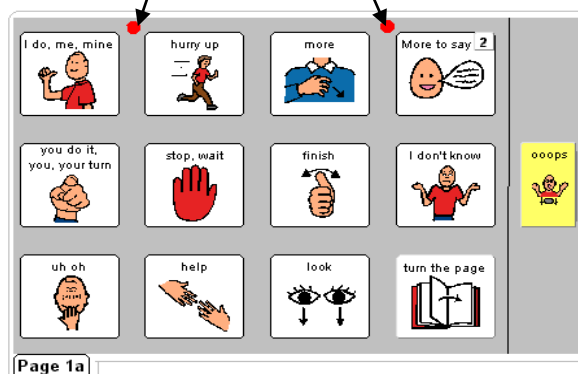 I do, me, mine
hurry up
more
More to say 2
you do it,
you, your turn
stop, wait
finish
I don't know
ooops
uh oh
help
look
turn the page
Page 1a